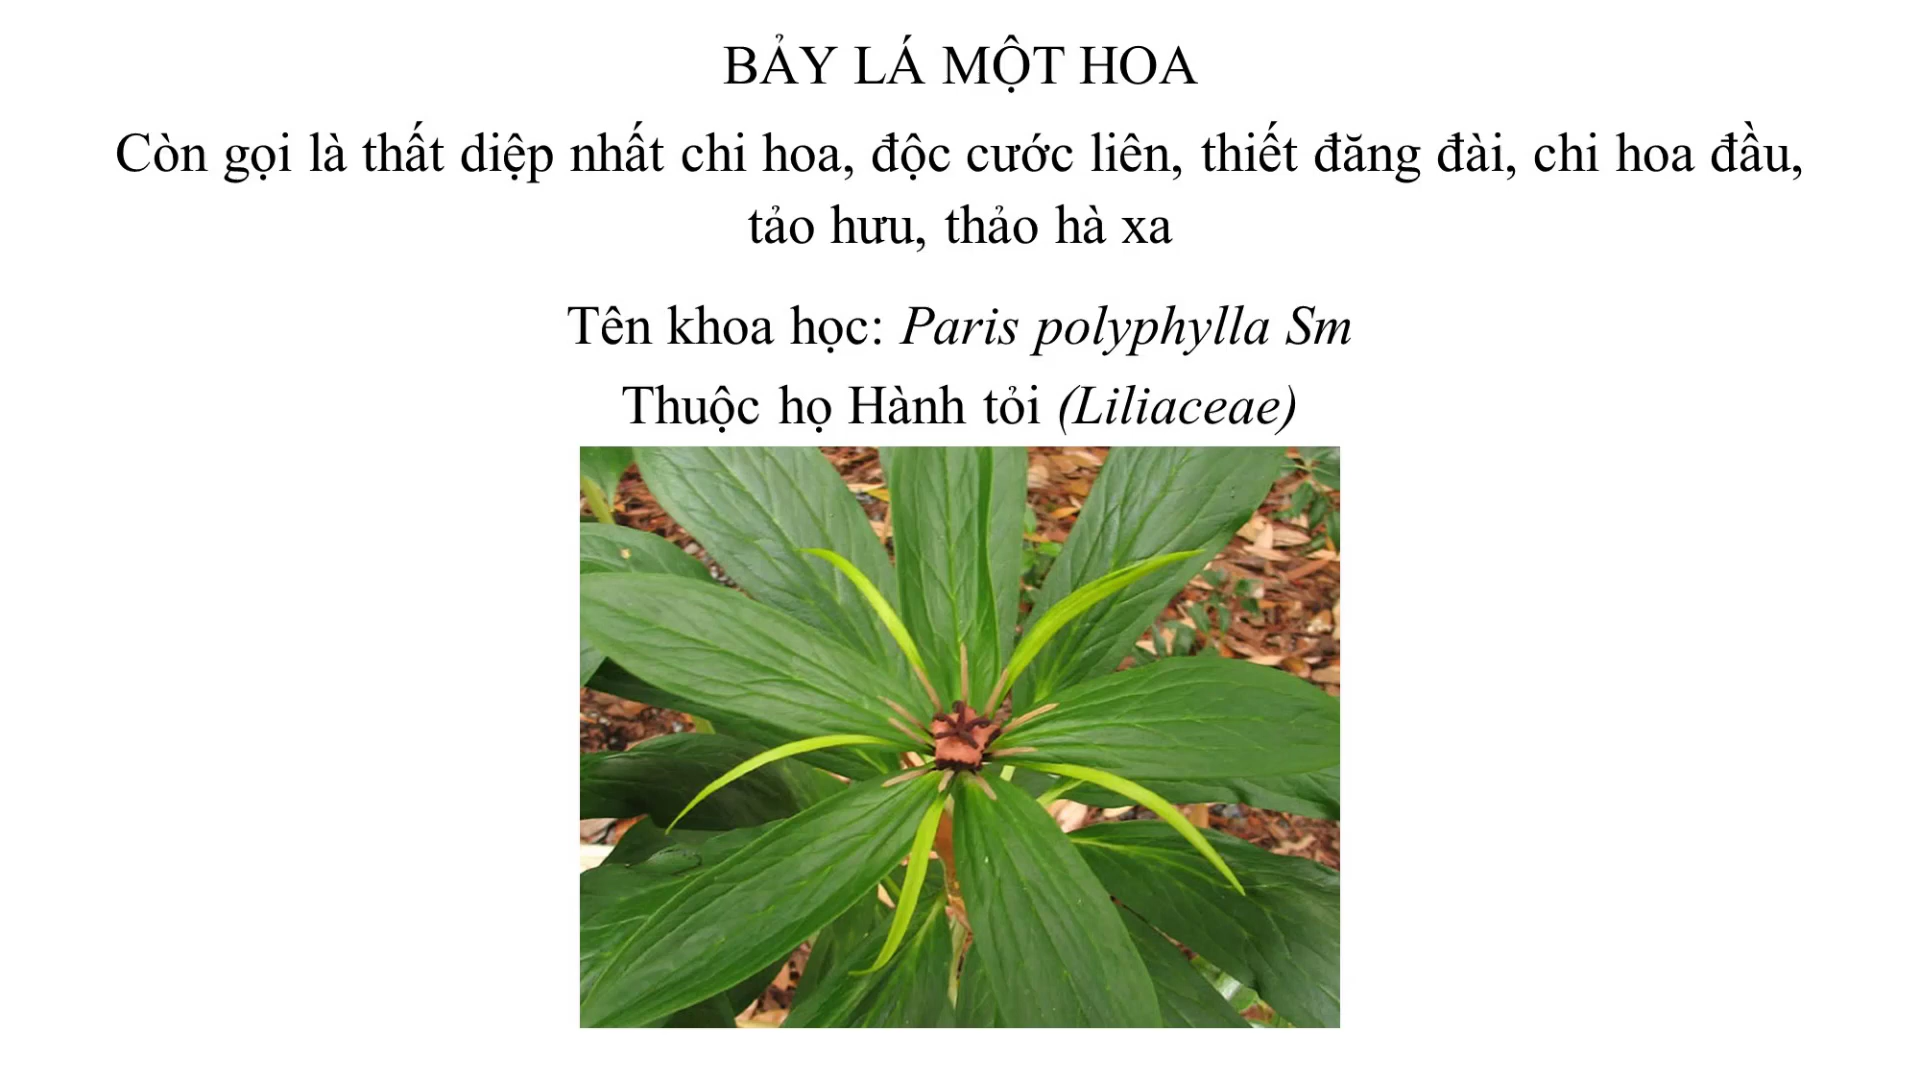 BẢY LÁ MỘT HOA
Còn gọi là thất diệp nhất chi hoa, độc cước liên, thiết đăng đài, chi hoa đầu,
tảo hưu, thảo hà xa
Tên khoa học: Paris polyphylla Sm
Thuộc họ Hành tỏi (Liliaceae)